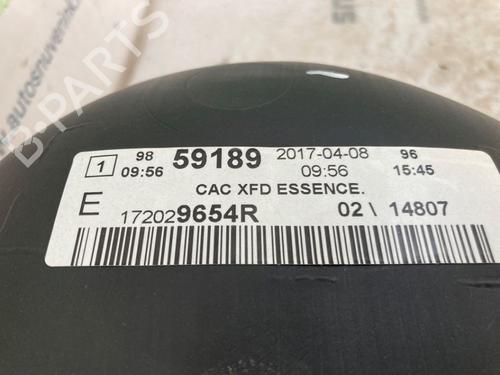 1 98 59189 2017-04-08 96
09:56 09:56 15:45
CAC XFD ESSENCE.
E 172029654R 02 \ 14807
B-PARTS